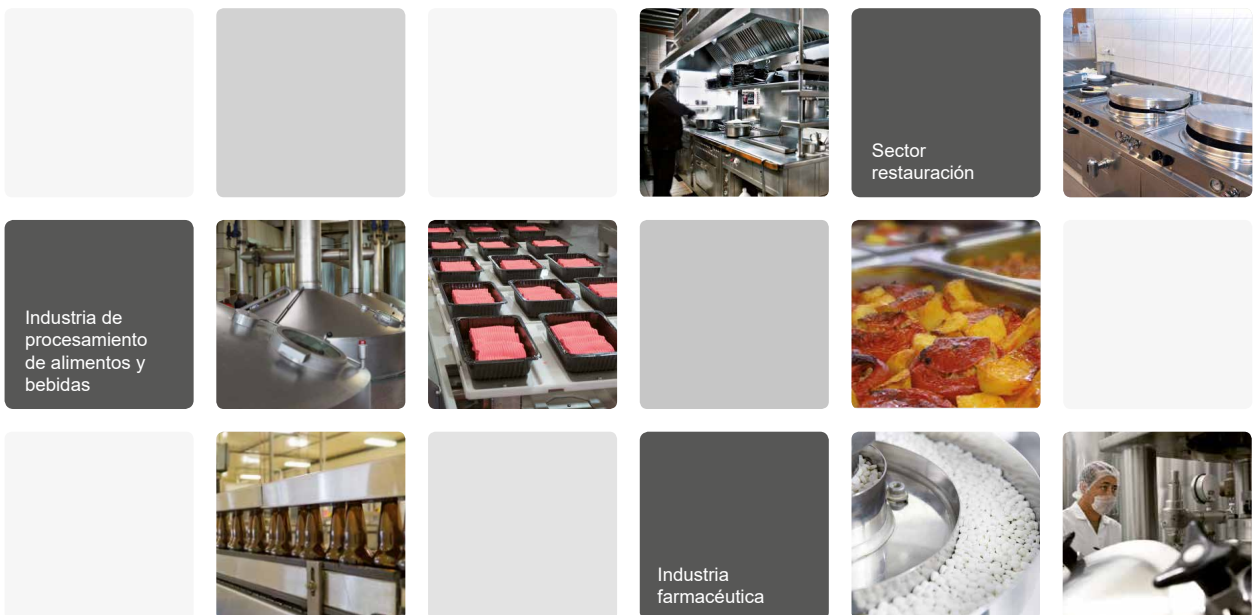 Sector
restauración
Industria de
procesamiento
de alimentos y
bebidas
Industria
farmacéutica